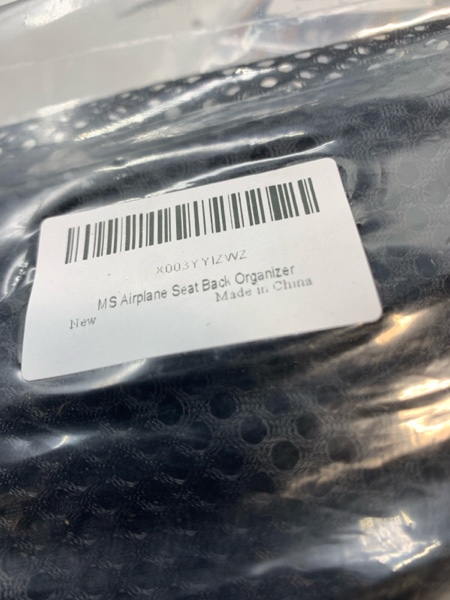 X003YYIZWZ
MS Airplane Seat Back Organizer
New Made in China